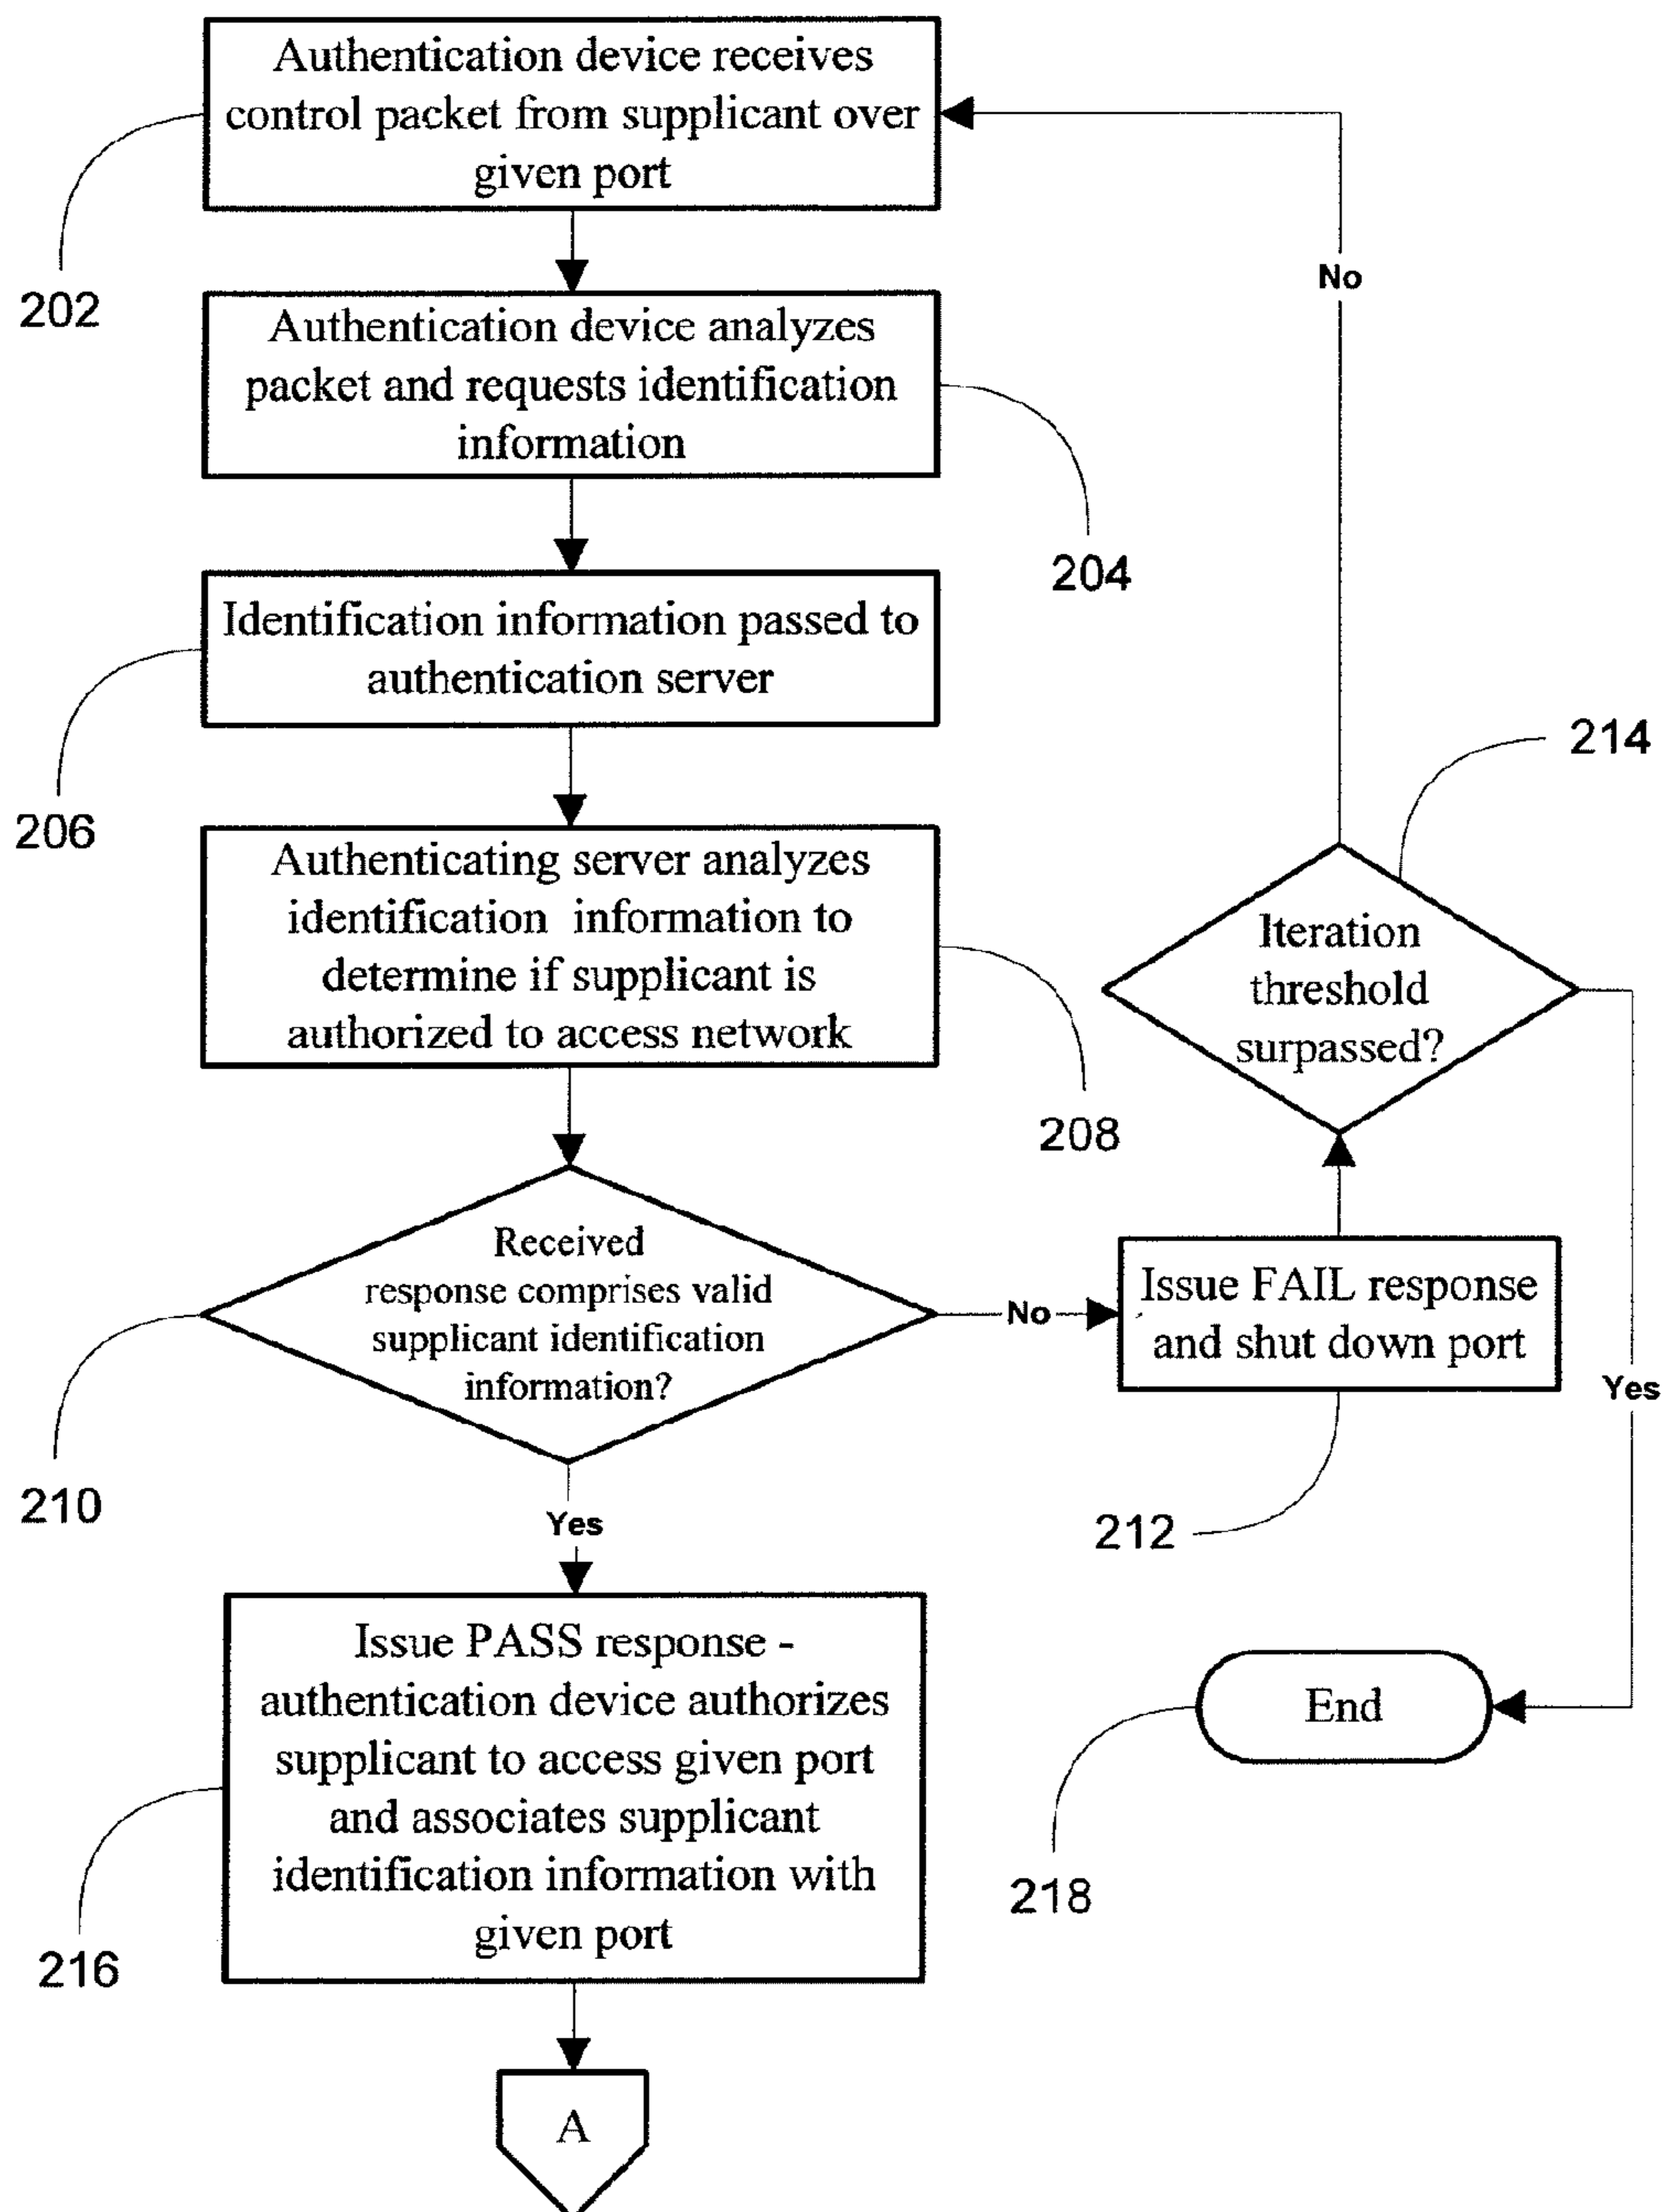 Authentication device receives
control packet from supplicant over
given port
202
No
Authentication device analyzes
packet and requests identification
information
204
Identification information passed to
authentication server
206
214
Authenticating server analyzes
identification information to
determine if supplicant is
authorized to access network
208
Iteration
threshold
surpassed?
Received
response comprises valid
supplicant identification
information?
210
No
Issue FAIL response
and shut down port
212
Yes
Yes
Issue PASS response -
authentication device authorizes
supplicant to access given port
and associates supplicant
identification information with
given port
216
End
218
A